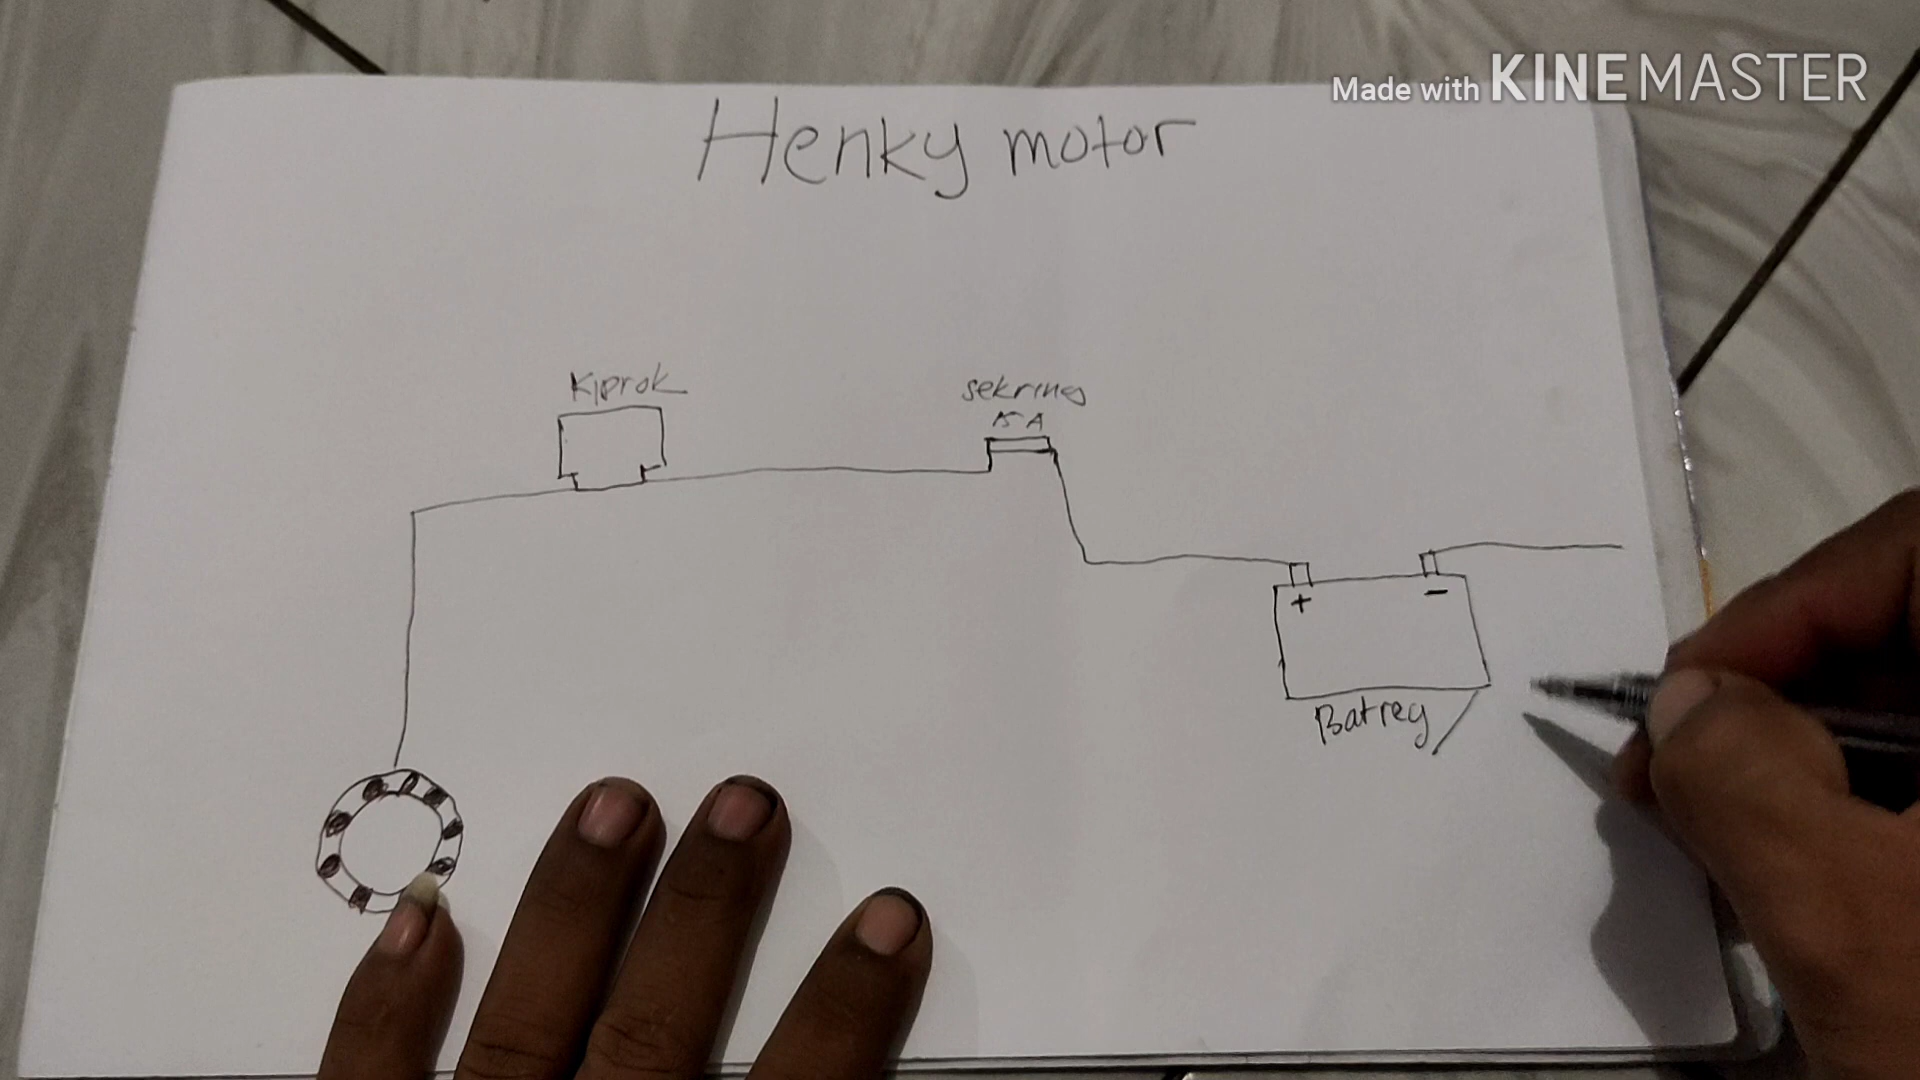 Made with KINEMASTER
Henky motor
Kiprok
sekring
15 A
+ -
Batrey